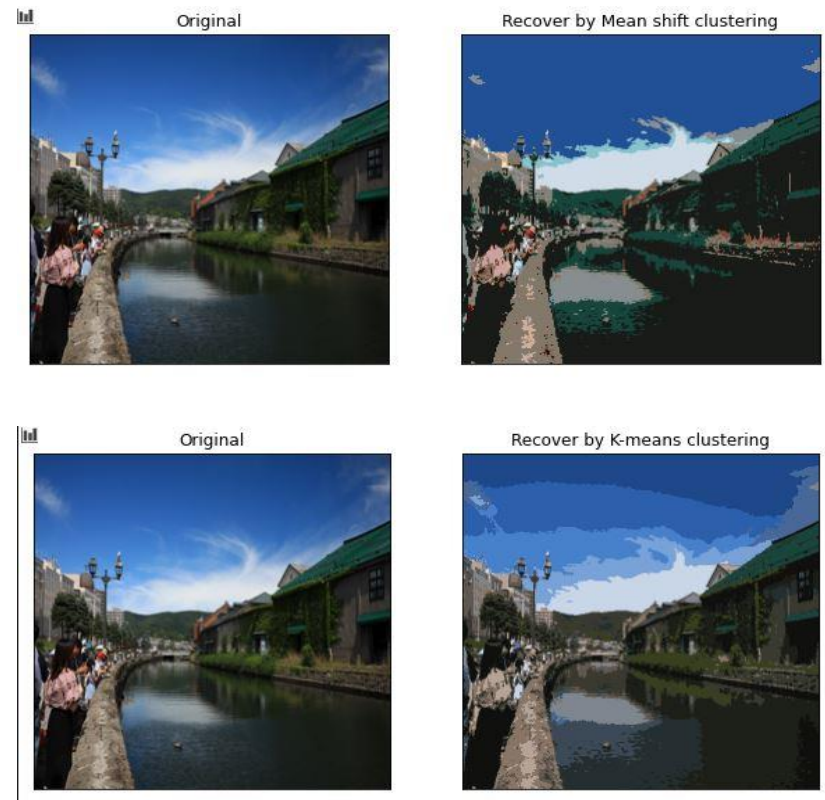 Original
Recover by Mean shift clustering
Original
Recover by K-means clustering